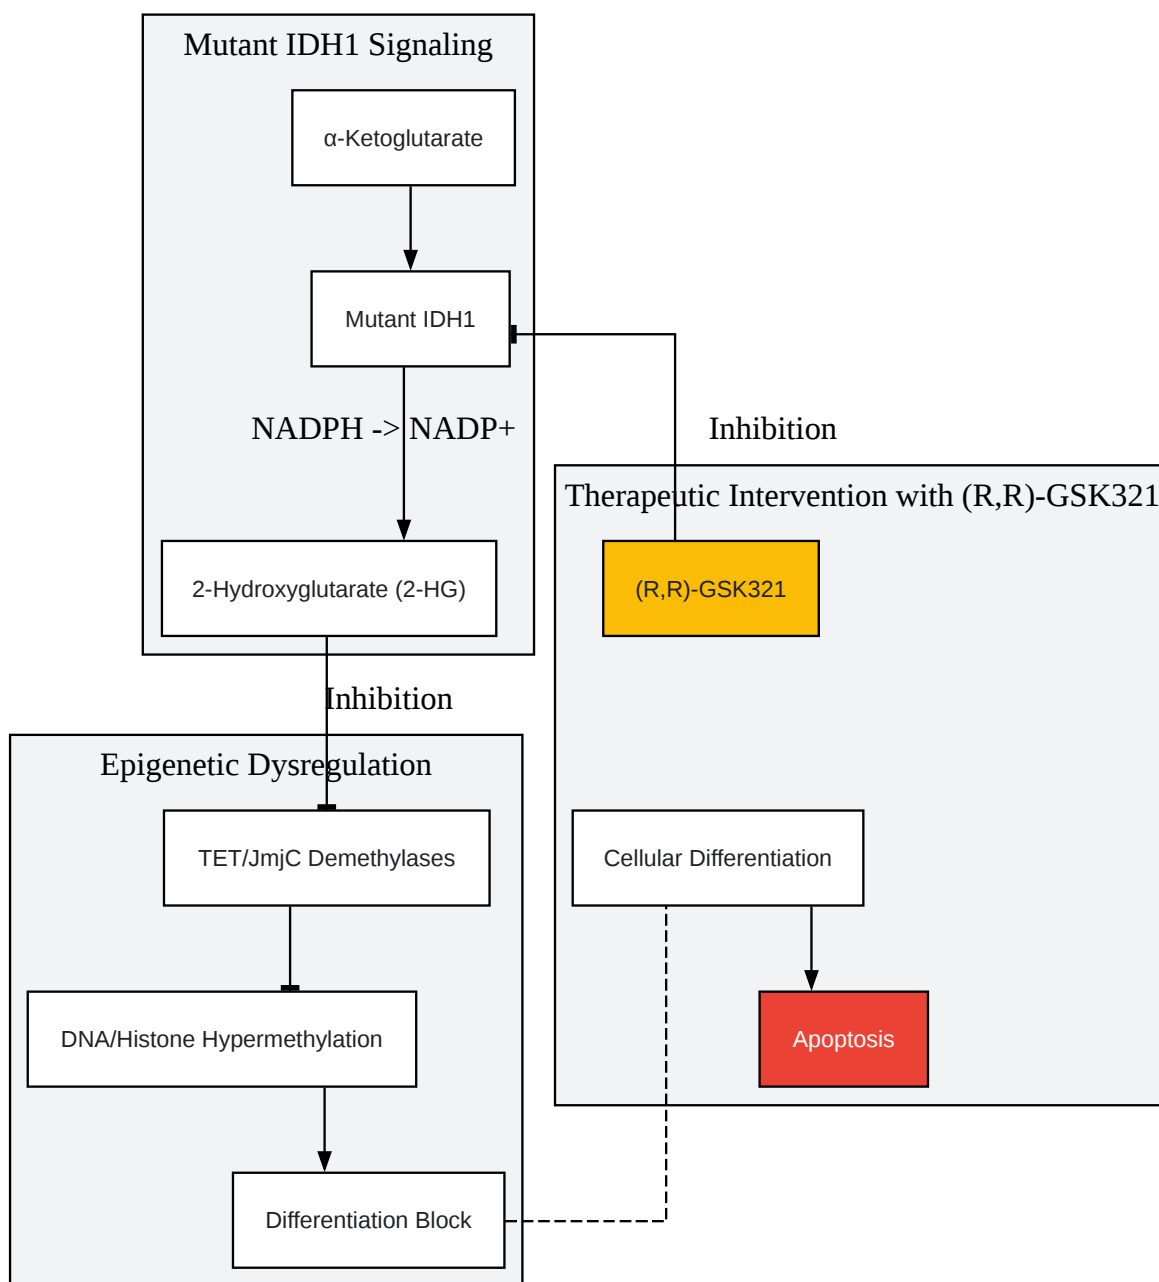 Mutant IDH1 Signaling
α-Ketoglutarate
Mutant IDH1
NADPH -> NADP+
Inhibition
Therapeutic Intervention with (R,R)-GSK321
2-Hydroxyglutarate (2-HG)
(R,R)-GSK321
Inhibition
Epigenetic Dysregulation
TET/JmjC Demethylases
Cellular Differentiation
DNA/Histone Hypermethylation
Apoptosis
Differentiation Block